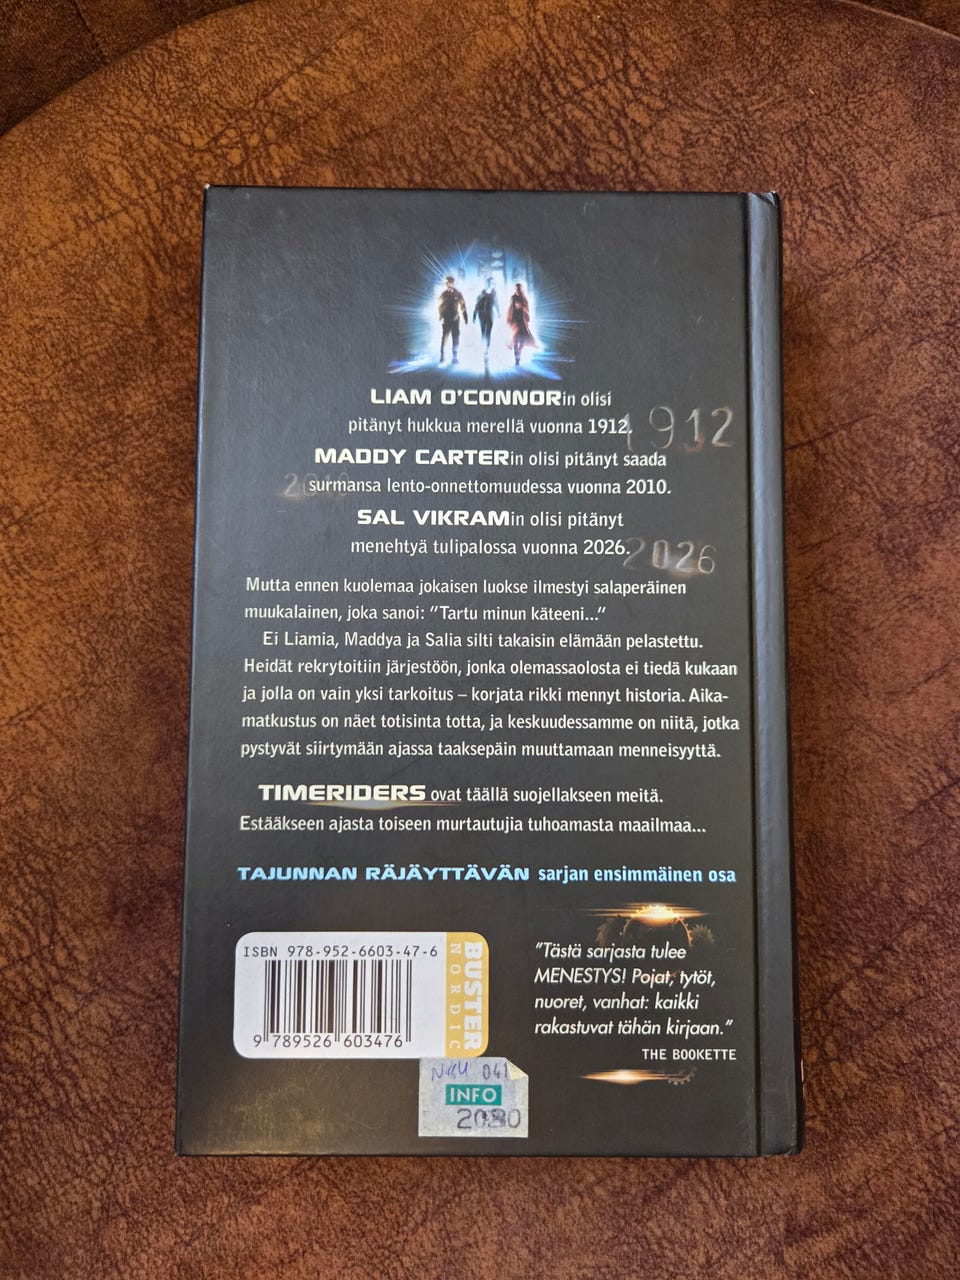 LIAM O'CONNORin olisi
pitänyt hukkua merellä vuonna 1912.
1912
MADDY CARTERin olisi pitänyt saada
surmansa lento-onnettomuudessa vuonna 2010.
SAL VIKRAMin olisi pitänyt
menehtyä tulipalossa vuonna 2026.
2026
Mutta ennen kuolemaa jokaisen luokse ilmestyi salaperäinen
muukalainen, joka sanoi: ”Tartu minun käteeni...”
Ei Liamia, Maddya ja Salia silti takaisin elämään pelastettu.
Heidät rekrytoitiin järjestöön, jonka olemassaolosta ei tiedä kukaan
ja jolla on vain yksi tarkoitus – korjata rikki mennyt historia. Aika-
matkustus on näet totisinta totta, ja keskuudessamme on niitä, jotka
pystyvät siirtymään ajassa taaksepäin muuttamaan menneisyyttä.
TIMERIDERS ovat täällä suojellakseen meitä.
Estääkseen ajasta toiseen murtautujia tuhoamasta maailmaa...
TAJUNNAN RÄJÄYTTÄVÄN sarjan ensimmäinen osa
ISBN 978-952-6603-47-6
9 789526 603476
BUSTER
NORDIC
”Tästä sarjasta tulee
MENESTYS! Pojat, tytöt,
nuoret, vanhat: kaikki
rakastuvat tähän kirjaan.”
THE BOOKETTE
041
INFO